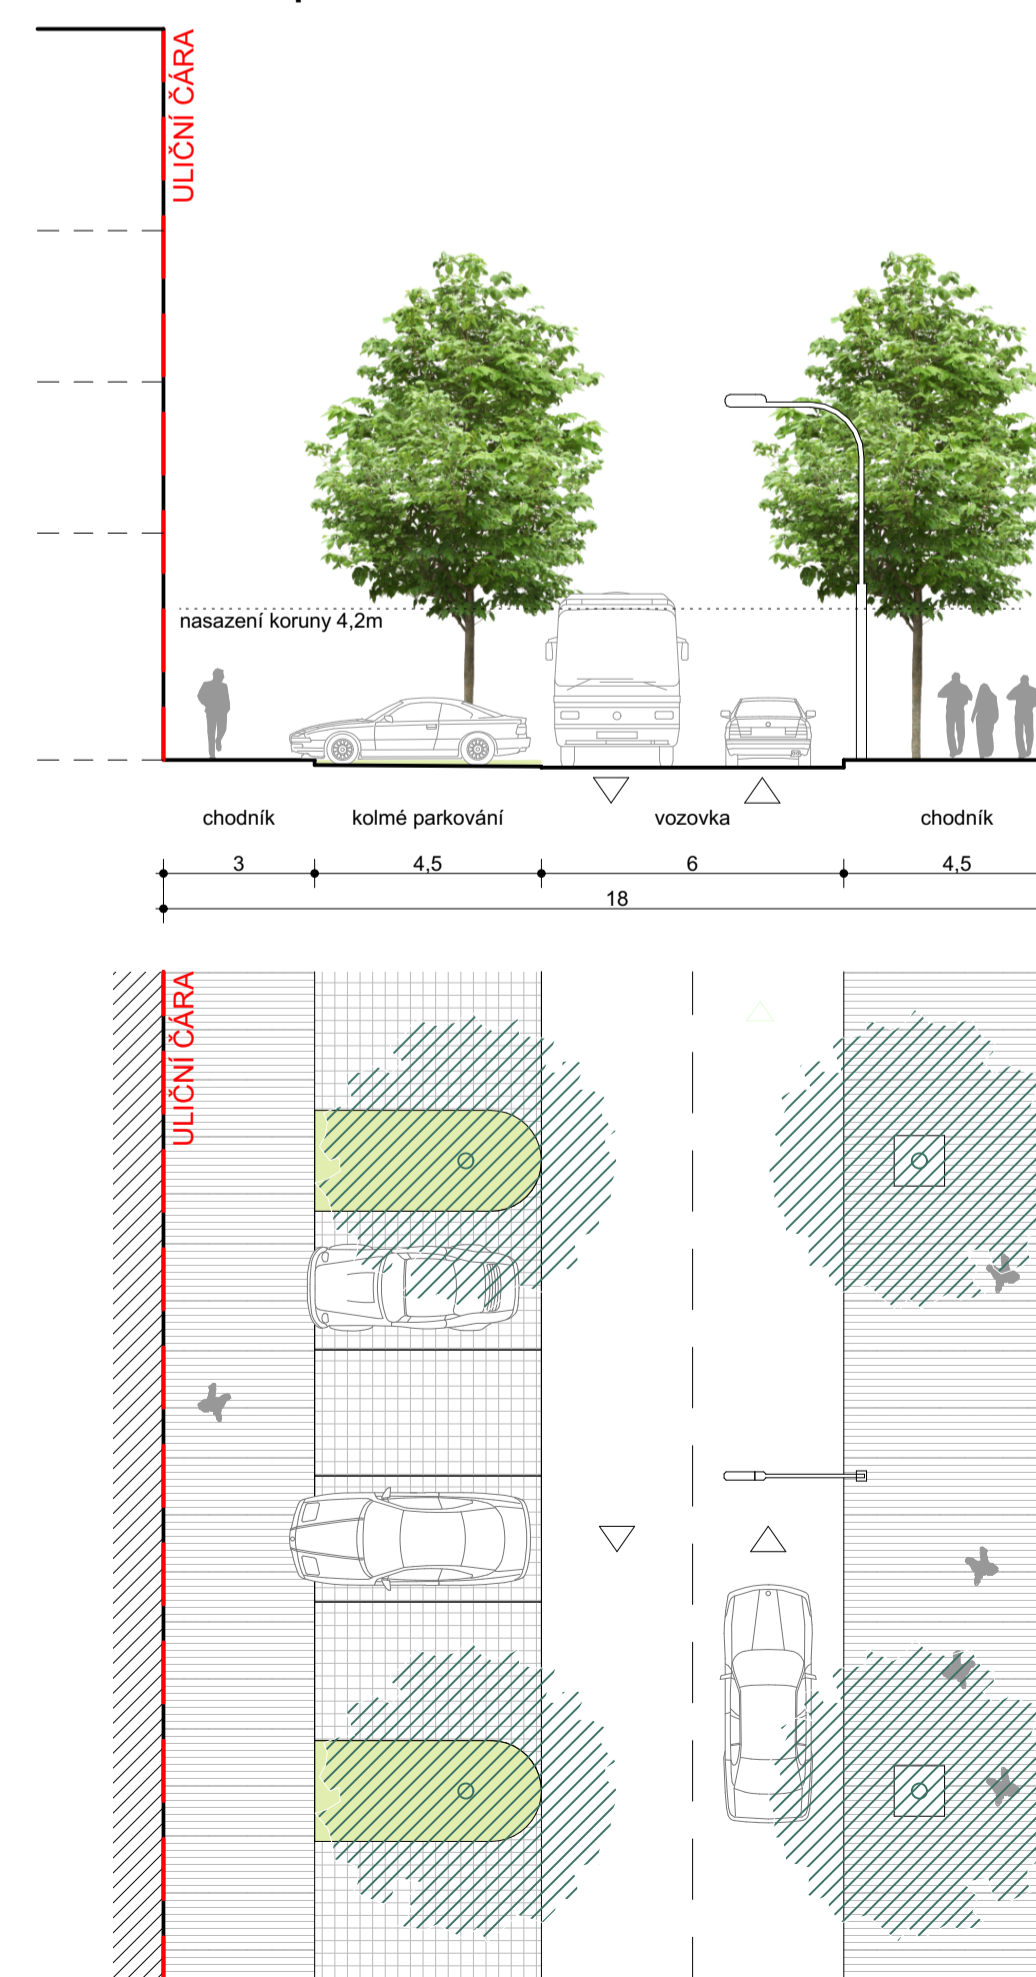 ULIČNÍ ČÁRA
nasazení koruny 4,2m
chodník kolmé parkování vozovka chodník
3 4,5 6 4,5
18
ULIČNÍ ČÁRA